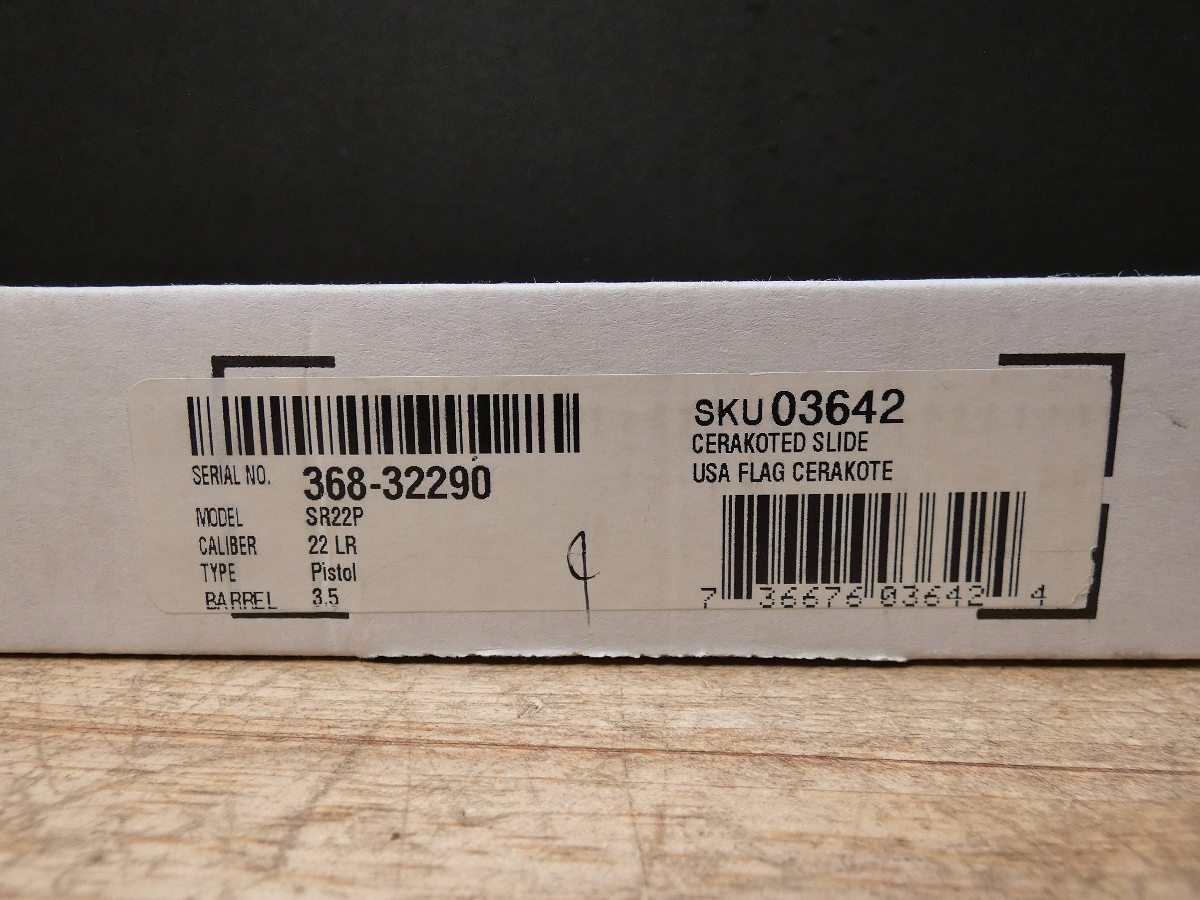 SERIAL NO. 368-32290
MODEL SR22P
CALIBER 22 LR
TYPE Pistol
BARREL 3.5
SKU 03642
CERAKOTED SLIDE
USA FLAG CERAKOTE
7 36676 03642 4